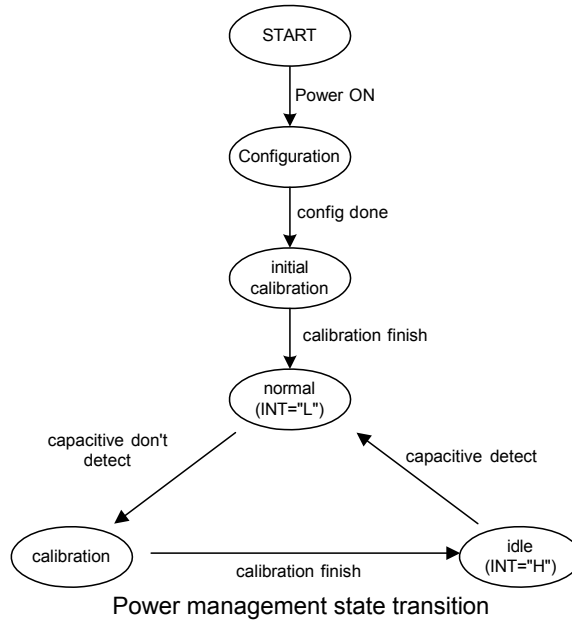 START
Power ON
Configuration
config done
initial
calibration
calibration finish
normal
(INT="L")
capacitive don't
detect
capacitive detect
calibration
calibration finish
idle
(INT="H")
Power management state transition